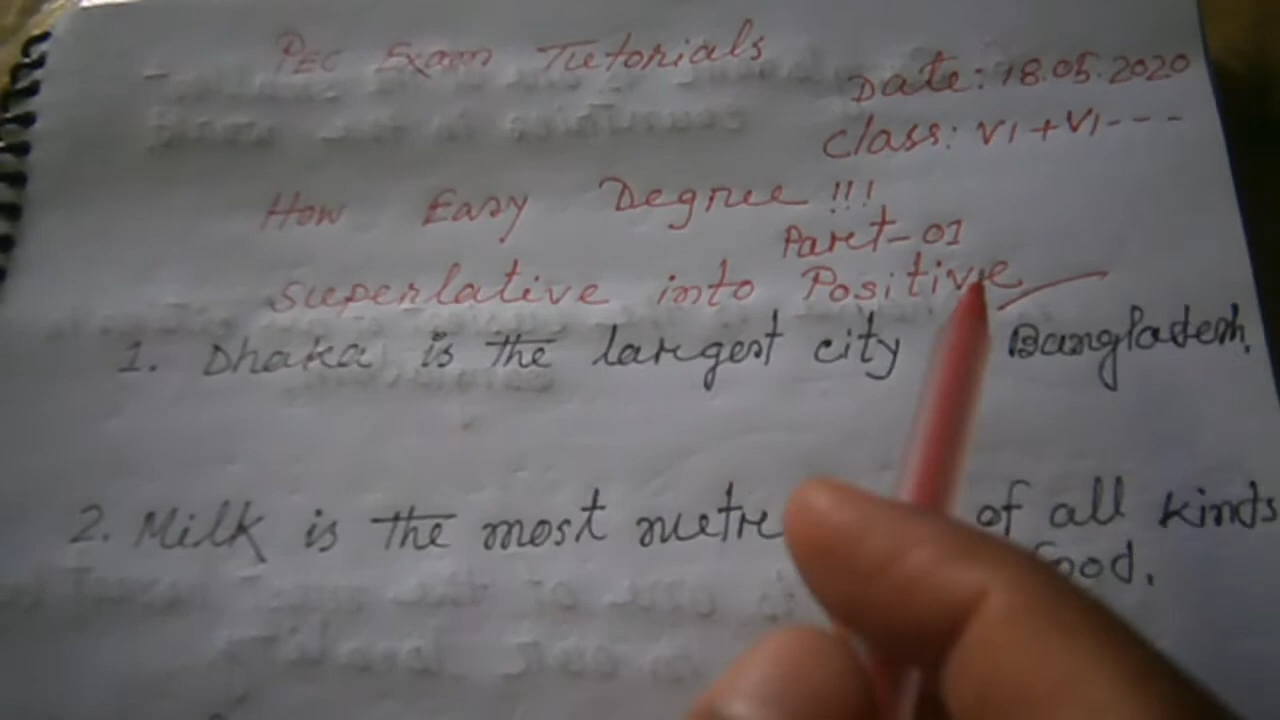 PEC Exam Tutorials
Date: 18.05.2020
Class: VI + VI---
How Easy Degree !!!
Part-01
Superlative into Positive
1. Dhaka is the largest city Bangladesh.
2. Milk is the most of all kinds
food.